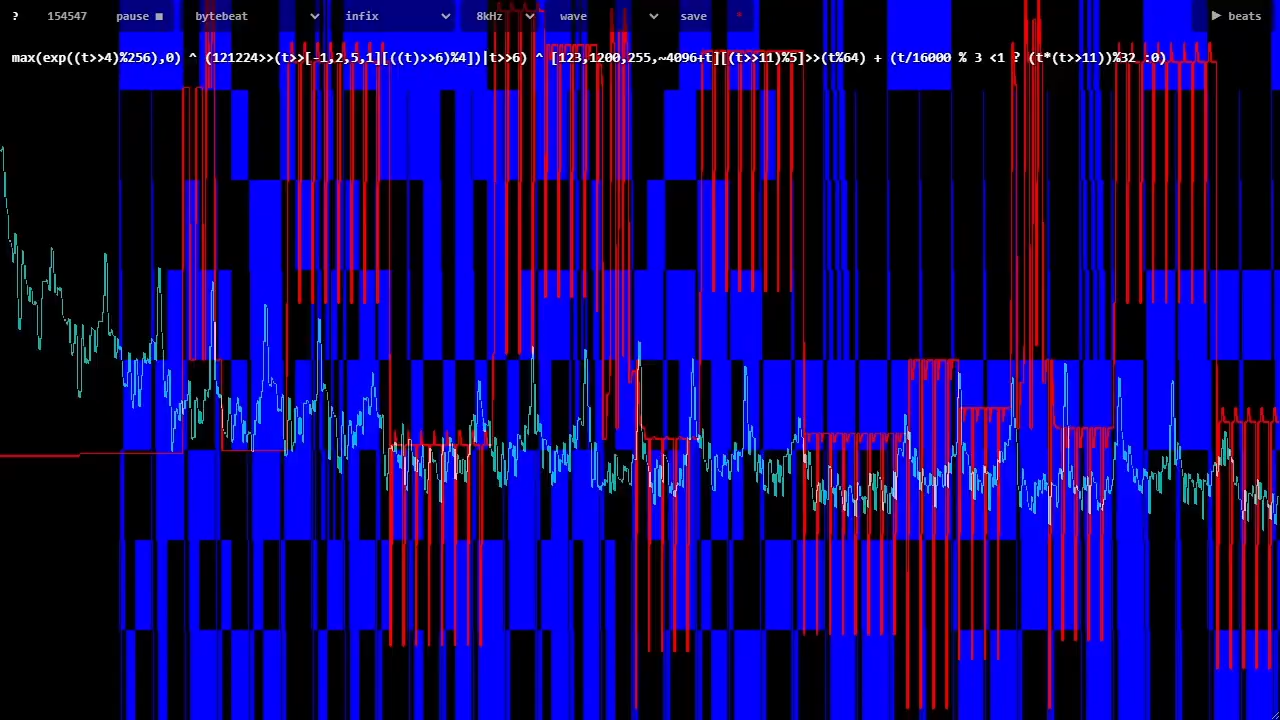 ? 154547 pause bytebeat infix 8kHz wave save * beats
max(exp((t>>4)%256),0) ^ (121224>>(t>>[-1,2,5,1][((t)>>6)%4])|t>>6) ^ [123,1200,255,~4096+t][(t>>11)%5]>>(t%64) + (t/16000 % 3 <1 ? (t*(t>>11))%32 :0)